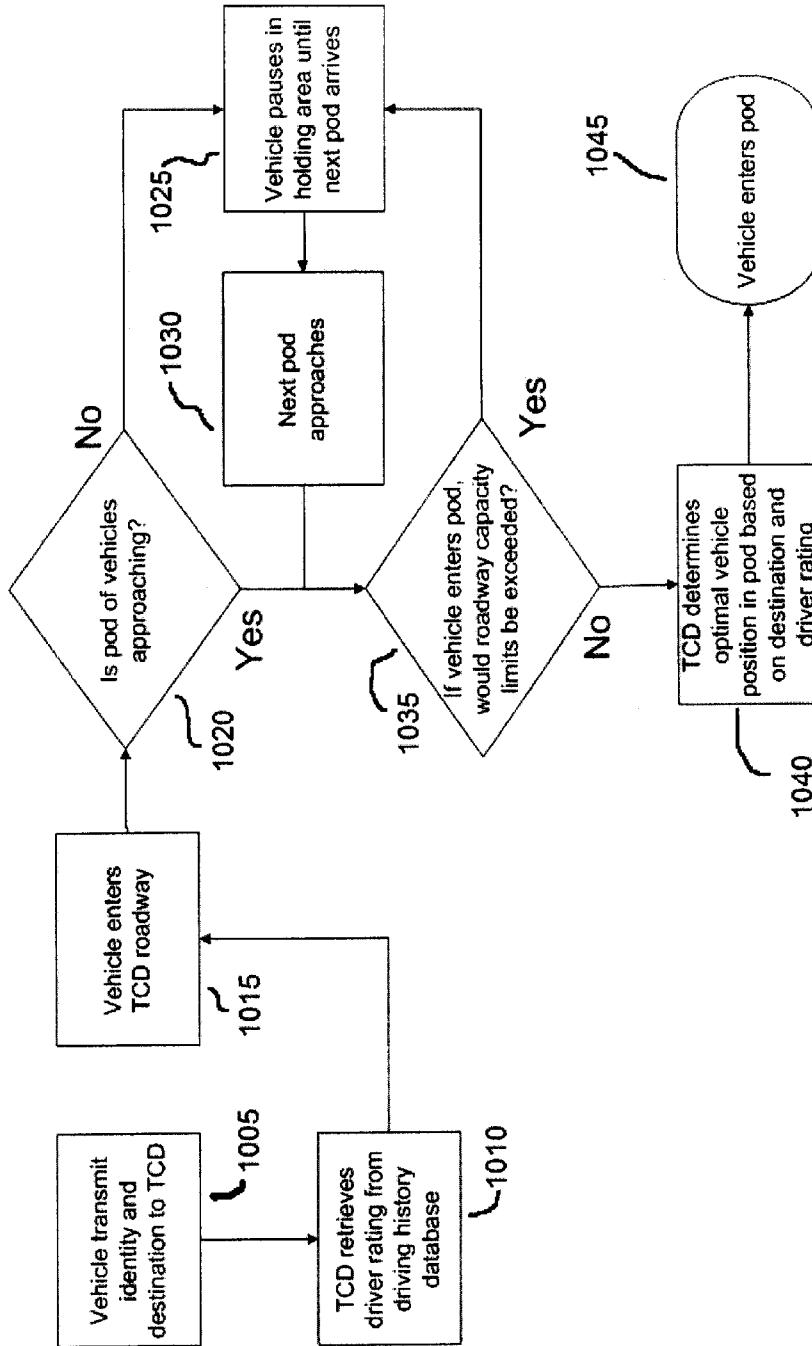 Vehicle transmit
identity and
destination to TCD
1005
TCD retrieves
driver rating from
driving history
database
1010
Vehicle enters
TCD roadway
1015
Is pod of vehicles
approaching?
1020
No
Yes
Vehicle pauses in
holding area until
next pod arrives
1025
Next pod
approaches
1030
If vehicle enters pod,
would roadway capacity
limits be exceeded?
1035
Yes
No
TCD determines
optimal vehicle
position in pod based
on destination and
driver rating
1040
Vehicle enters pod
1045